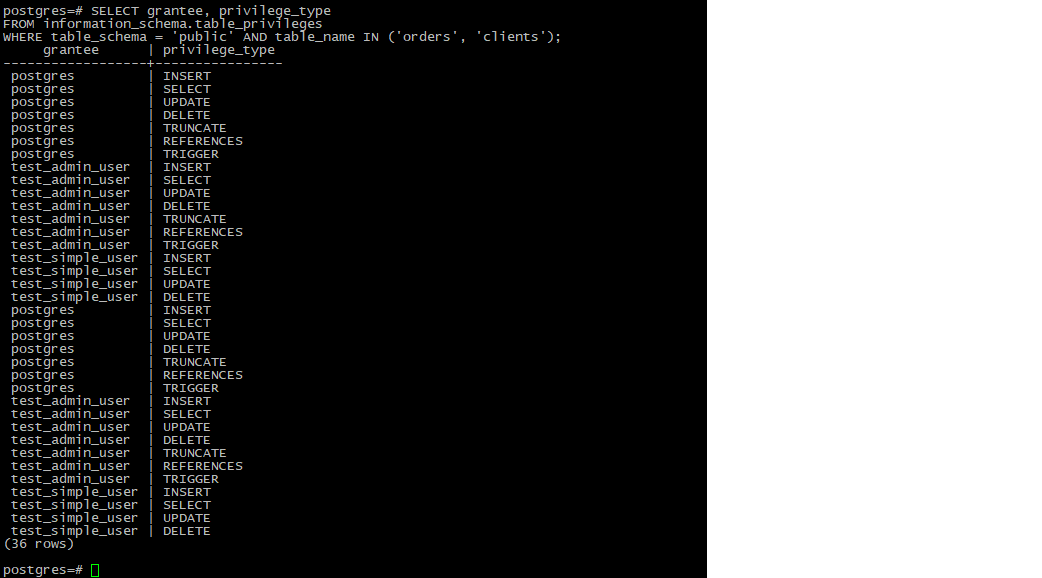 postgres=# SELECT grantee, privilege_type
FROM information_schema.table_privileges
WHERE table_schema = 'public' AND table_name IN ('orders', 'clients');
     grantee      | privilege_type
------------------+----------------
 postgres         | INSERT
 postgres         | SELECT
 postgres         | UPDATE
 postgres         | DELETE
 postgres         | TRUNCATE
 postgres         | REFERENCES
 postgres         | TRIGGER
 test_admin_user  | INSERT
 test_admin_user  | SELECT
 test_admin_user  | UPDATE
 test_admin_user  | DELETE
 test_admin_user  | TRUNCATE
 test_admin_user  | REFERENCES
 test_admin_user  | TRIGGER
 test_simple_user | INSERT
 test_simple_user | SELECT
 test_simple_user | UPDATE
 test_simple_user | DELETE
 postgres         | INSERT
 postgres         | SELECT
 postgres         | UPDATE
 postgres         | DELETE
 postgres         | TRUNCATE
 postgres         | REFERENCES
 postgres         | TRIGGER
 test_admin_user  | INSERT
 test_admin_user  | SELECT
 test_admin_user  | UPDATE
 test_admin_user  | DELETE
 test_admin_user  | TRUNCATE
 test_admin_user  | REFERENCES
 test_admin_user  | TRIGGER
 test_simple_user | INSERT
 test_simple_user | SELECT
 test_simple_user | UPDATE
 test_simple_user | DELETE
(36 rows)

postgres=#